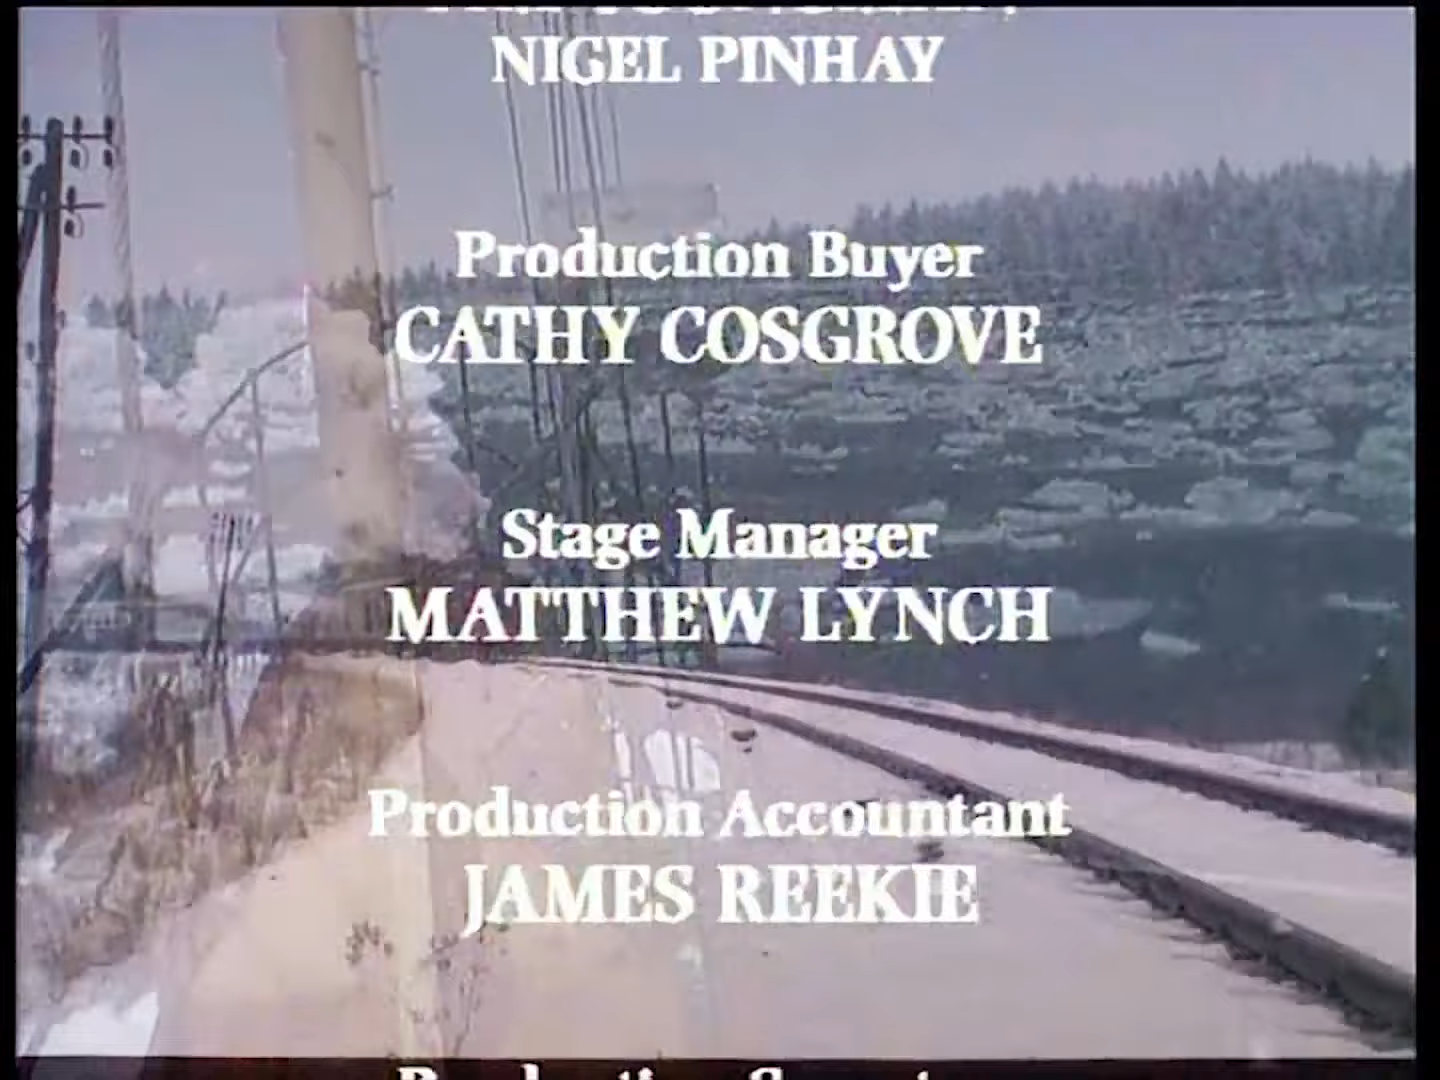 NIGEL PINHAY
Production Buyer
CATHY COSGROVE
Stage Manager
MATTHEW LYNCH
Production Accountant
JAMES REEKIE